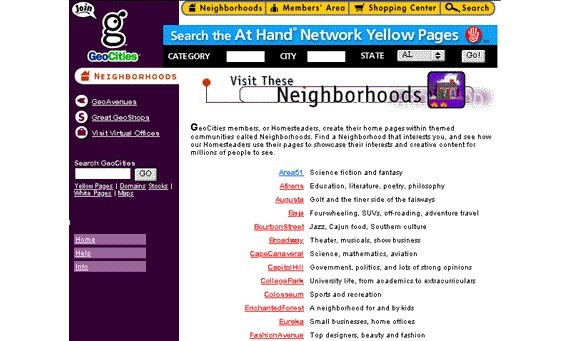 Join
Neighborhoods
Members' Area
Shopping Center
Search
g
GeoCities
Search the At Hand Network Yellow Pages
CATEGORY
CITY
STATE
AL
Go!
NEIGHBORHOODS
GeoAvenues
Great GeoShops
Visit Virtual Offices
Search GeoCities
GO
Yellow Pages | Domains Stocks |
White Pages | Maps
Home
Help
Info
Visit These
Neighborhoods
GeoCities members, or Homesteaders, create their home pages within themed
communities called Neighborhoods. Find a Neighborhood that interests you, and see how
our Homesteaders use their pages to showcase their interests and creative content for
millions of people to see.
Area51 Science fiction and fantasy
Athens Education, literature, poetry, philosophy
Augusta Golf and the finer side of the fairways
Baja Four-wheeling, SUVs, off-roading, adventure travel
BourbonStreet Jazz, Cajun food, Southern culture
Broadway Theater, musicals, show business
CapeCanaveral Science, mathematics, aviation
CapitolHill Government, politics, and lots of strong opinions
CollegePark University life, from academics to extracurriculars
Colosseum Sports and recreation
EnchantedForest A neighborhood for and by kids
Eureka Small businesses, home offices
FashionAvenue Top designers, beauty and fashion